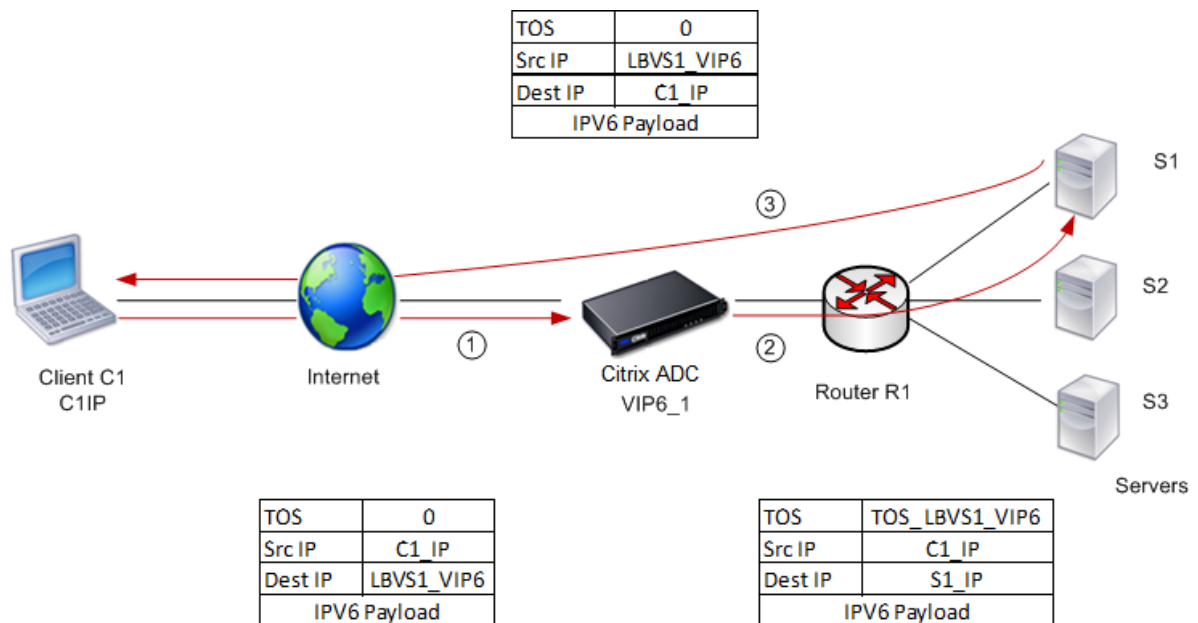 TOS 0
Src IP LBVS1_VIP6
Dest IP C1_IP
IPV6 Payload
S1
3
S2
1
2
Client C1
C1IP
Internet
Citrix ADC
VIP6_1
Router R1
S3
Servers
TOS 0
Src IP C1_IP
Dest IP LBVS1_VIP6
IPV6 Payload
TOS TOS_LBVS1_VIP6
Src IP C1_IP
Dest IP S1_IP
IPV6 Payload